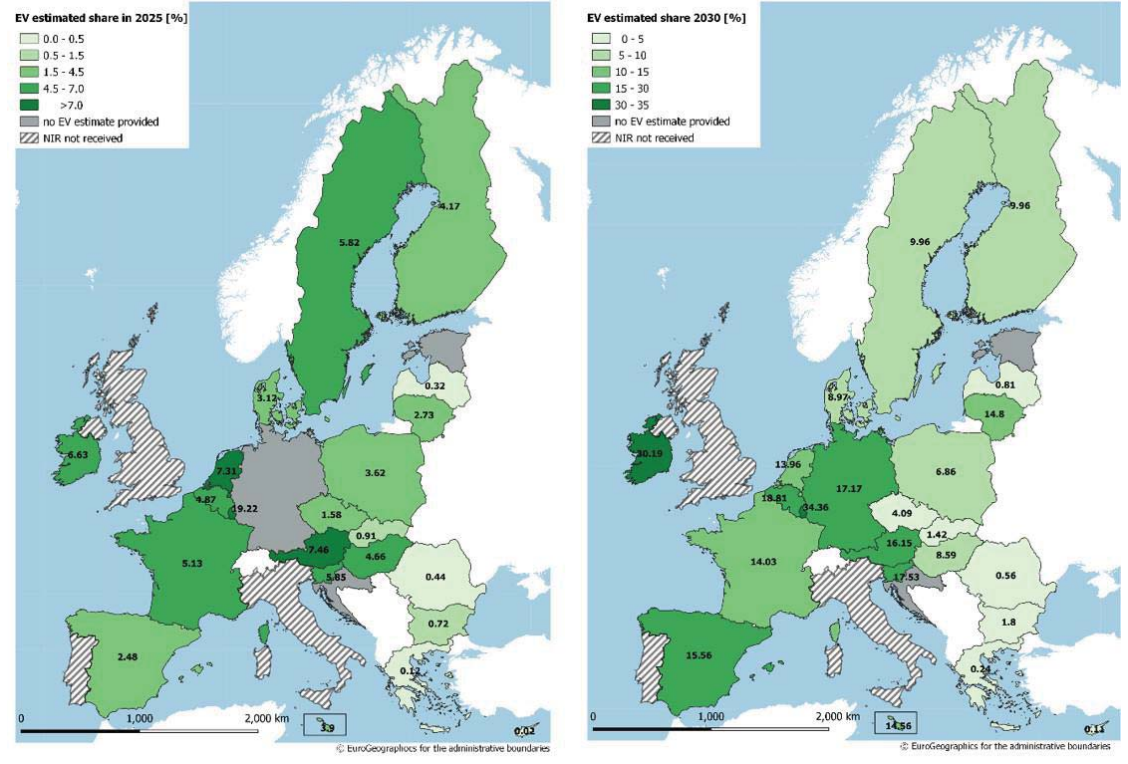 EV estimated share in 2025 [%]
0.0 - 0.5
0.5 - 1.5
1.5 - 4.5
4.5 - 7.0
>7.0
no EV estimate provided
NIR not received
4.17
5.82
0.32
3.12
2.73
6.63
7.31
3.62
4.87
19.22
1.58
0.91
7.46
4.66
5.13
5.85
0.44
0.72
2.48
0.12
3.9
0.02
0 1,000 2,000 km
© EuroGeographocs for the administrative boundaries
EV estimated share 2030 [%]
0 - 5
5 - 10
10 - 15
15 - 30
30 - 35
no EV estimate provided
NIR not received
9.96
9.96
0.81
8.97
14.8
30.19
13.96
6.86
17.17
18.81
34.36
4.09
1.42
16.15
8.59
14.03
17.53
0.56
1.8
15.56
0.24
14.56
0.11
0 1,000 2,000 km
© EuroGeographics for the administrative boundaries